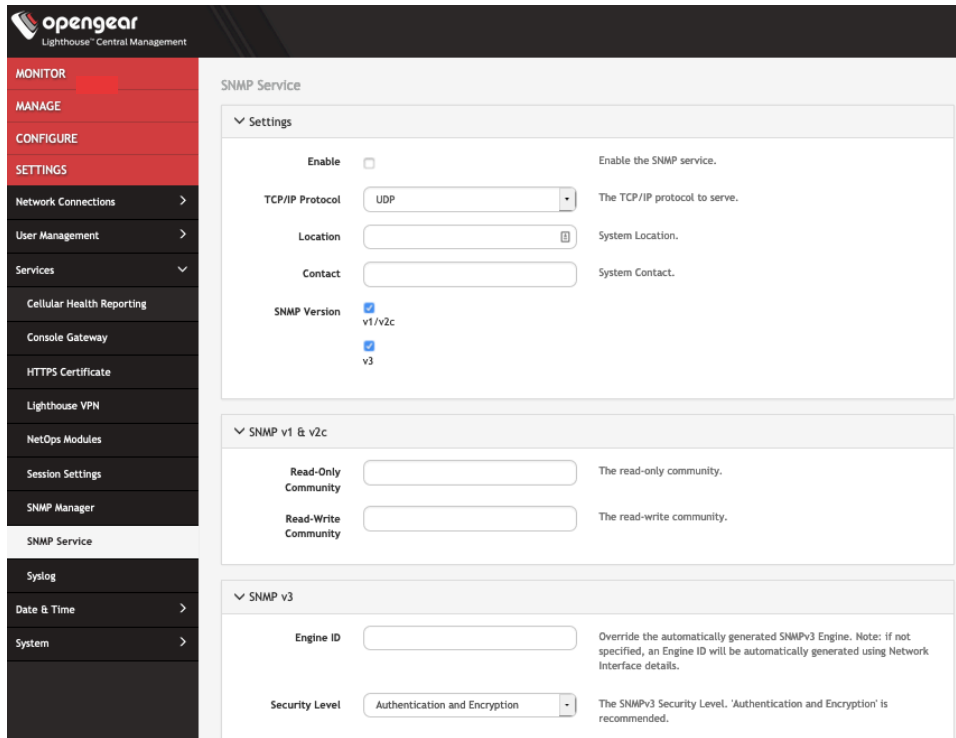 opengear
Lighthouse™ Central Management
MONITOR
MANAGE
CONFIGURE
SETTINGS
Network Connections
User Management
Services
Cellular Health Reporting
Console Gateway
HTTPS Certificate
Lighthouse VPN
NetOps Modules
Session Settings
SNMP Manager
SNMP Service
Syslog
Date & Time
System
SNMP Service
Settings
Enable
Enable the SNMP service.
TCP/IP Protocol
UDP
The TCP/IP protocol to serve.
Location
System Location.
Contact
System Contact.
SNMP Version
v1/v2c
v3
SNMP v1 & v2c
Read-Only
Community
The read-only community.
Read-Write
Community
The read-write community.
SNMP v3
Engine ID
Override the automatically generated SNMPv3 Engine. Note: if not
specified, an Engine ID will be automatically generated using Network
Interface details.
Security Level
Authentication and Encryption
The SNMPv3 Security Level. 'Authentication and Encryption' is
recommended.